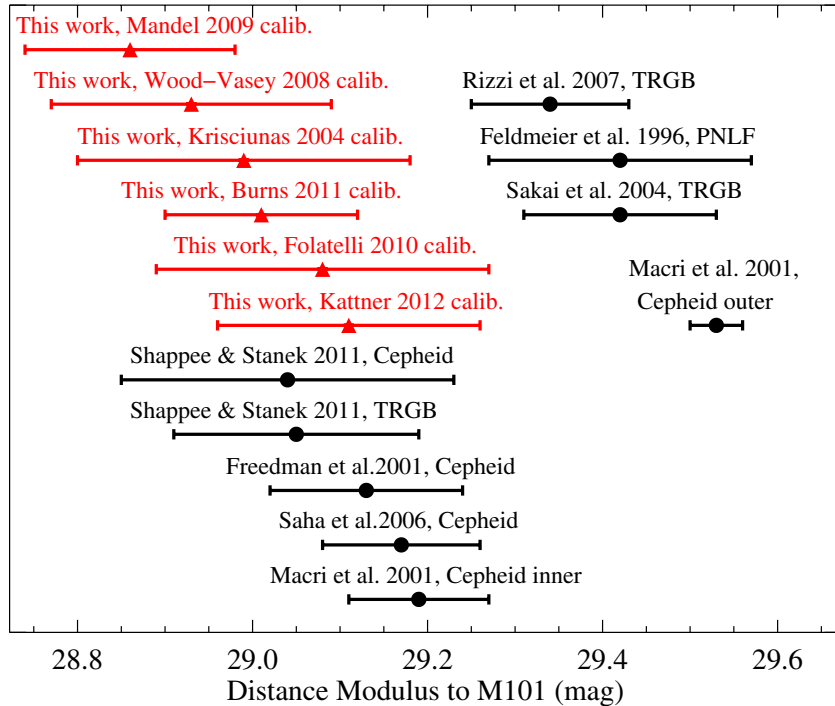 This work, Mandel 2009 calib.
This work, Wood−Vasey 2008 calib.
Rizzi et al. 2007, TRGB
This work, Krisciunas 2004 calib.
Feldmeier et al. 1996, PNLF
This work, Burns 2011 calib.
Sakai et al. 2004, TRGB
This work, Folatelli 2010 calib.
Macri et al. 2001,
Cepheid outer
This work, Kattner 2012 calib.
Shappee & Stanek 2011, Cepheid
Shappee & Stanek 2011, TRGB
Freedman et al.2001, Cepheid
Saha et al.2006, Cepheid
Macri et al. 2001, Cepheid inner
28.8 29.0 29.2 29.4 29.6
Distance Modulus to M101 (mag)